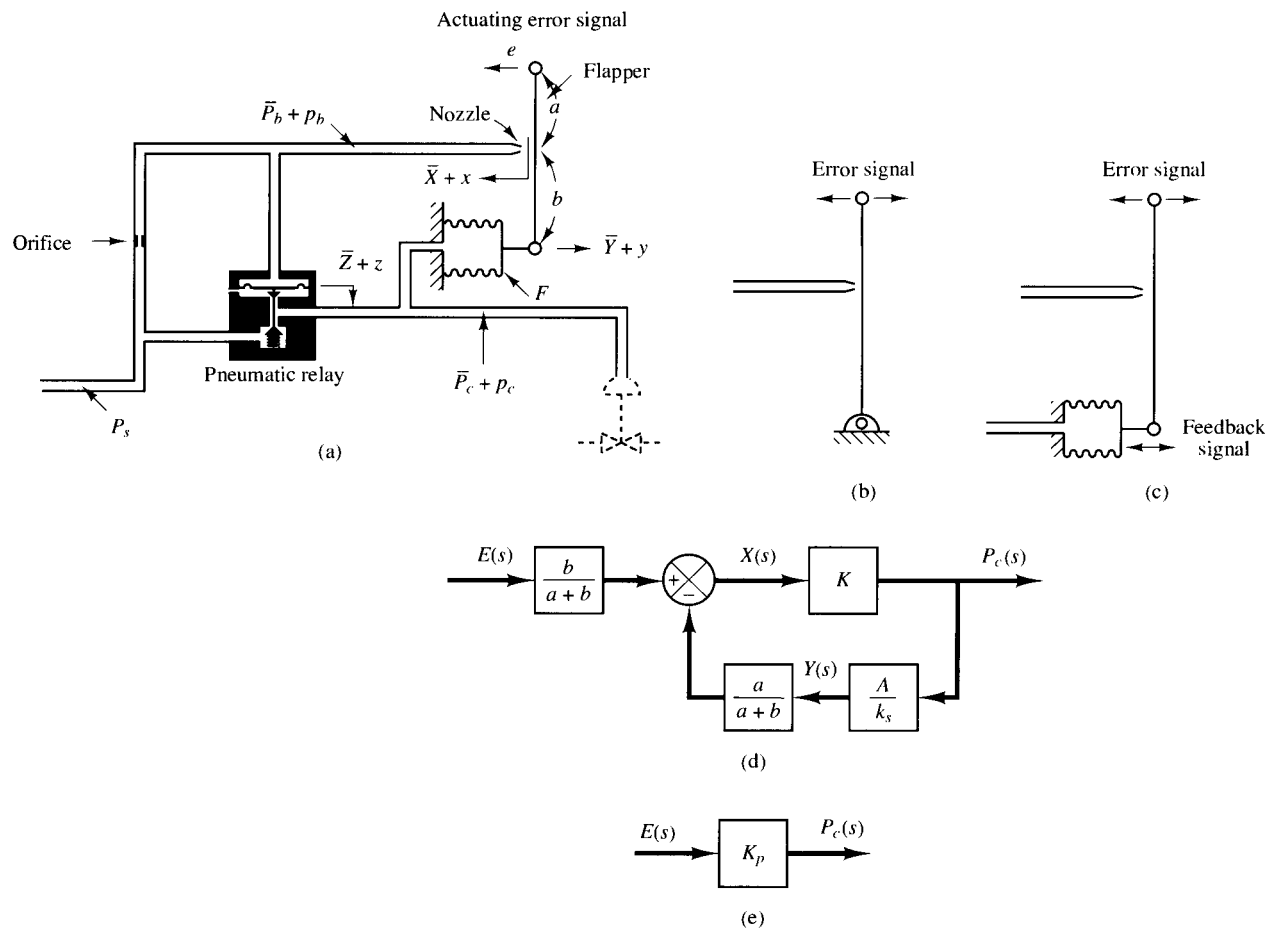 Actuating error signal
e
Flapper
a
Nozzle
P̄b + pb
X̄ + x
b
Orifice
Z̄ + z
Ȳ + y
F
Pneumatic relay
P̄c + pc
Ps
(a)
Error signal
(b)
Error signal
Feedback
signal
(c)
E(s)
b
a + b
+
−
X(s)
K
Pc(s)
a
a + b
Y(s)
A
ks
(d)
E(s)
Kp
Pc(s)
(e)